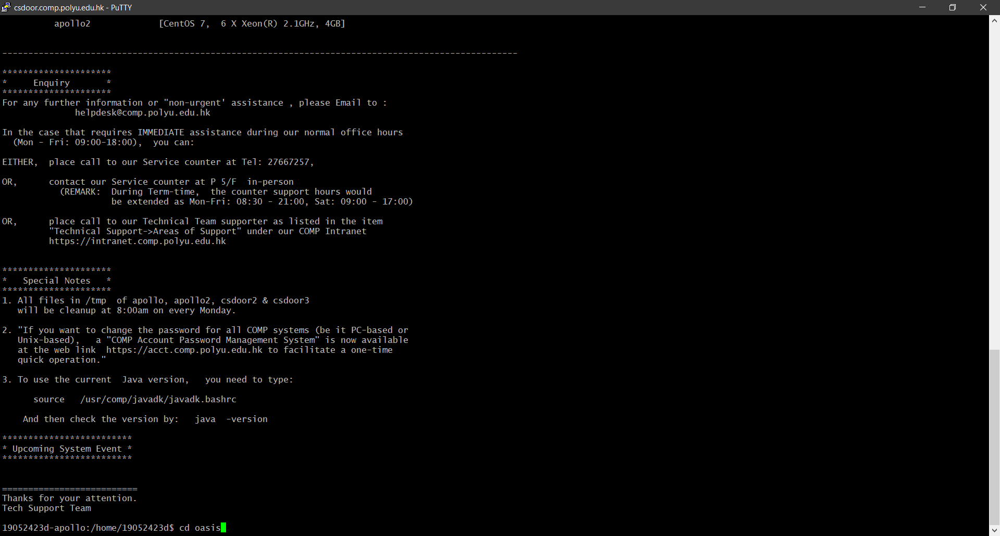 csdoor.comp.polyu.edu.hk - PuTTY
apollo2 [CentOS 7, 6 X Xeon(R) 2.1GHz, 4GB]
---------------------------------------------------------------------------------------------------
*********************
* Enquiry *
*********************
For any further information or "non-urgent' assistance , please Email to :
helpdesk@comp.polyu.edu.hk
In the case that requires IMMEDIATE assistance during our normal office hours
(Mon - Fri: 09:00-18:00), you can:
EITHER, place call to our Service counter at Tel: 27667257,
OR, contact our Service counter at P 5/F in-person
(REMARK: During Term-time, the counter support hours would
be extended as Mon-Fri: 08:30 - 21:00, Sat: 09:00 - 17:00)
OR, place call to our Technical Team supporter as listed in the item
"Technical Support->Areas of Support" under our COMP Intranet
https://intranet.comp.polyu.edu.hk
*********************
* Special Notes *
*********************
1. All files in /tmp of apollo, apollo2, csdoor2 & csdoor3
will be cleanup at 8:00am on every Monday.
2. "If you want to change the password for all COMP systems (be it PC-based or
Unix-based), a "COMP Account Password Management System" is now available
at the web link https://acct.comp.polyu.edu.hk to facilitate a one-time
quick operation."
3. To use the current Java version, you need to type:
source /usr/comp/javadk/javadk.bashrc
And then check the version by: java -version
*************************
* Upcoming System Event *
*************************
==========================
Thanks for your attention.
Tech Support Team
19052423d-apollo:/home/19052423d$ cd oasis